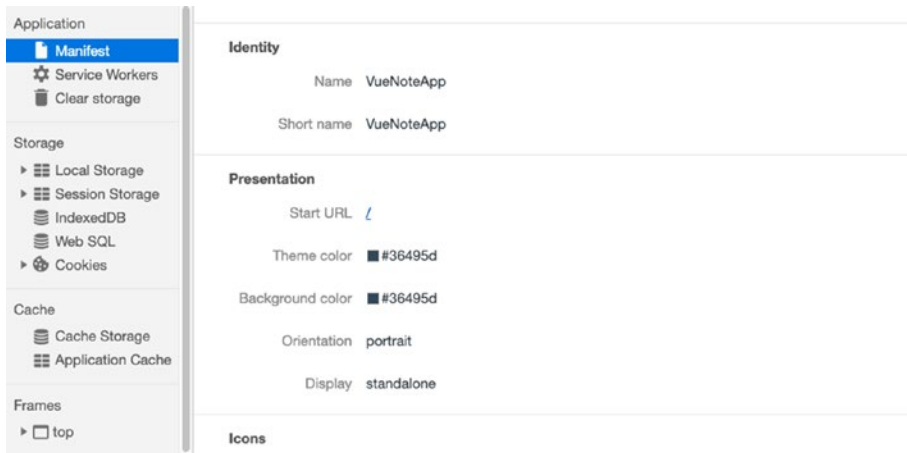 Application
Manifest
Service Workers
Clear storage
Storage
Local Storage
Session Storage
IndexedDB
Web SQL
Cookies
Cache
Cache Storage
Application Cache
Frames
top
Identity
Name VueNoteApp
Short name VueNoteApp
Presentation
Start URL /
Theme color #36495d
Background color #36495d
Orientation portrait
Display standalone
Icons